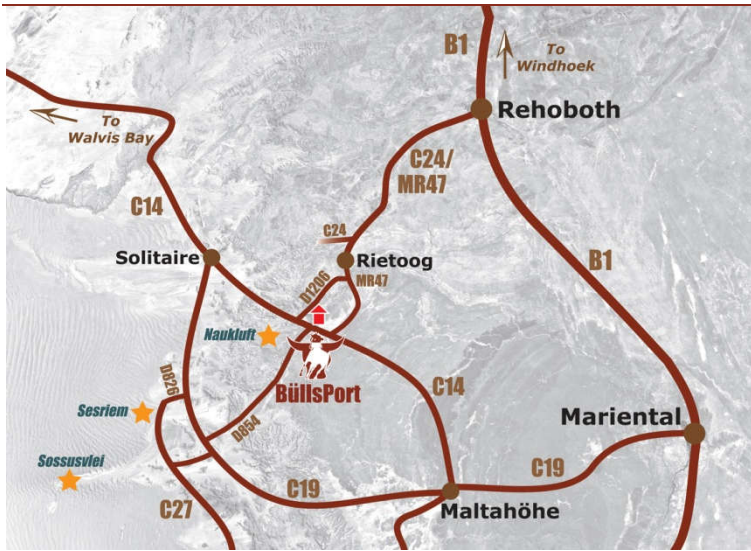 B1
To
Windhoek
To
Walvis Bay
Rehoboth
C24/
MR47
C14
C24
Solitaire
Rietoog
B1
MR47
D1206
Naukluft
BüllsPort
D826
C14
Sesriem
Mariental
D854
Sossusvlei
C19
C19
C27
Maltahöhe